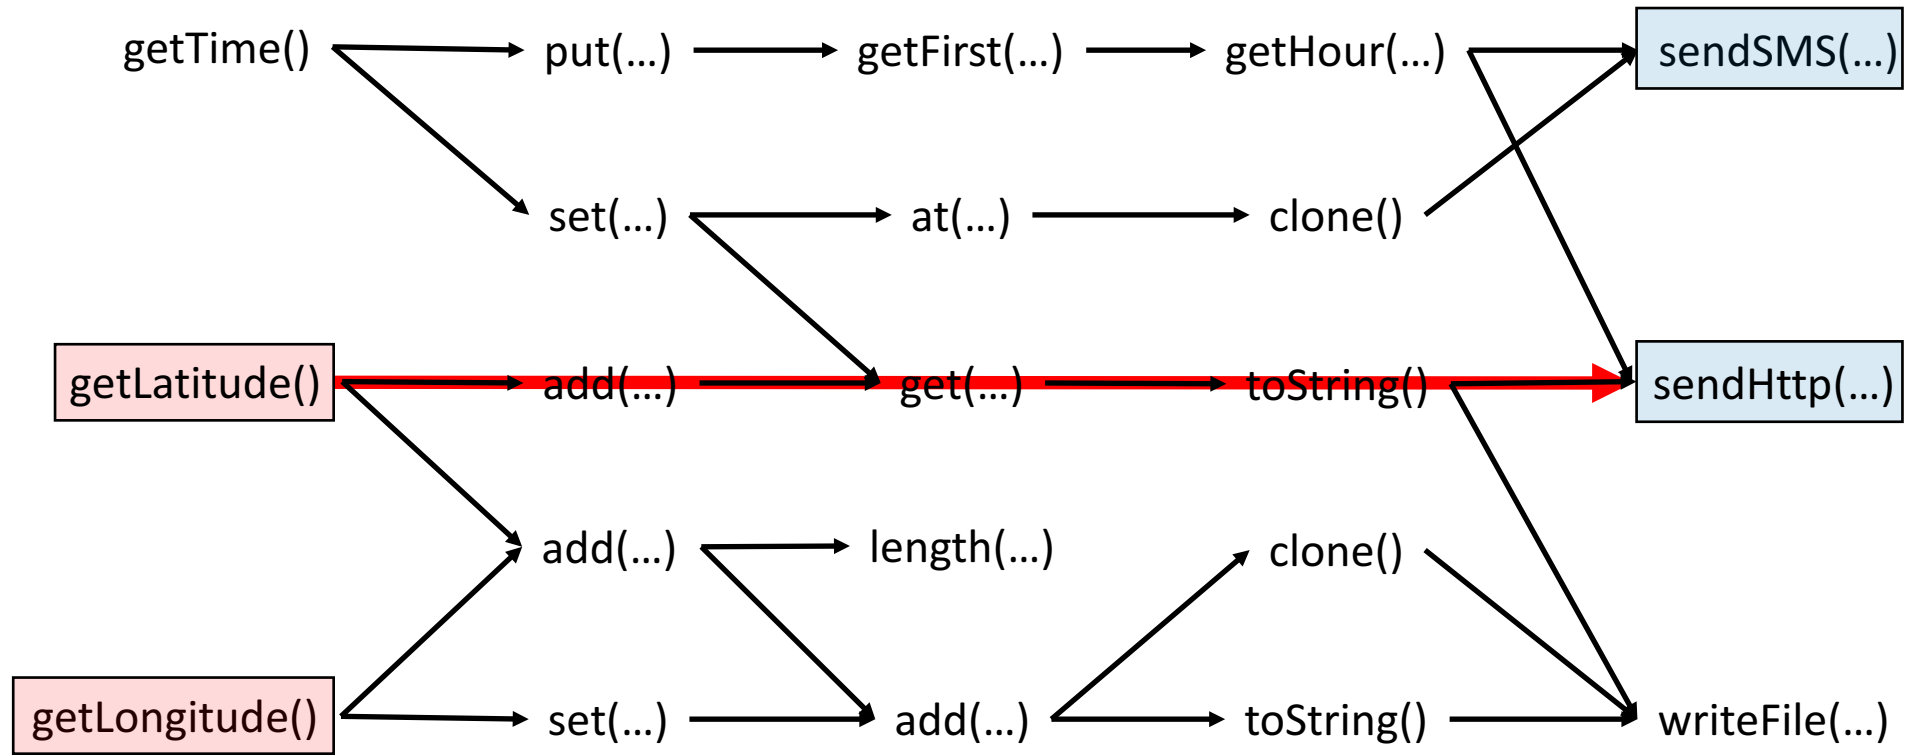 getTime() put(...) getFirst(...) getHour(...) sendSMS(...)
set(...) at(...) clone()
getLatitude() add(...) get(...) toString() sendHttp(...)
add(...) length(...) clone()
getLongitude() set(...) add(...) toString() writeFile(...)